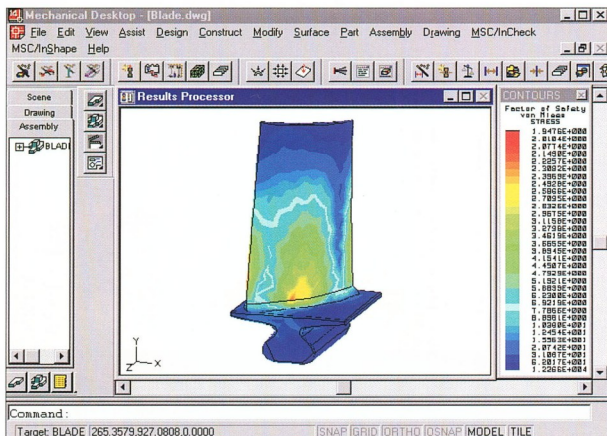 Mechanical Desktop - [Blade.dwg]
File Edit View Assist Design Construct Modify Surface Part Assembly Drawing MSC/InCheck
MSC/InShape Help
Scene
Drawing
Assembly
BLADE
Results Processor
CONTOURS
Factor of Safety
von Mises
STRESS
1.9476E+000
2.0104E+000
2.0774E+000
2.1490E+000
2.2257E+000
2.3082E+000
2.3969E+000
2.4928E+000
2.5968E+000
2.7095E+000
2.8326E+000
2.9675E+000
3.1158E+000
3.2798E+000
3.4619E+000
3.6655E+000
3.8945E+000
4.1541E+000
4.4507E+000
4.7929E+000
5.1921E+000
6.2300E+000
6.9219E+000
7.7866E+000
8.8981E+000
1.0380E+001
1.2454E+001
1.5563E+001
2.0742E+001
6.2017E+001
1.2266E+004
Y
Z
X
Command:
Target: BLADE 265.3579,927.0808,0.0000 SNAP GRID ORTHO OSNAP MODEL TILE